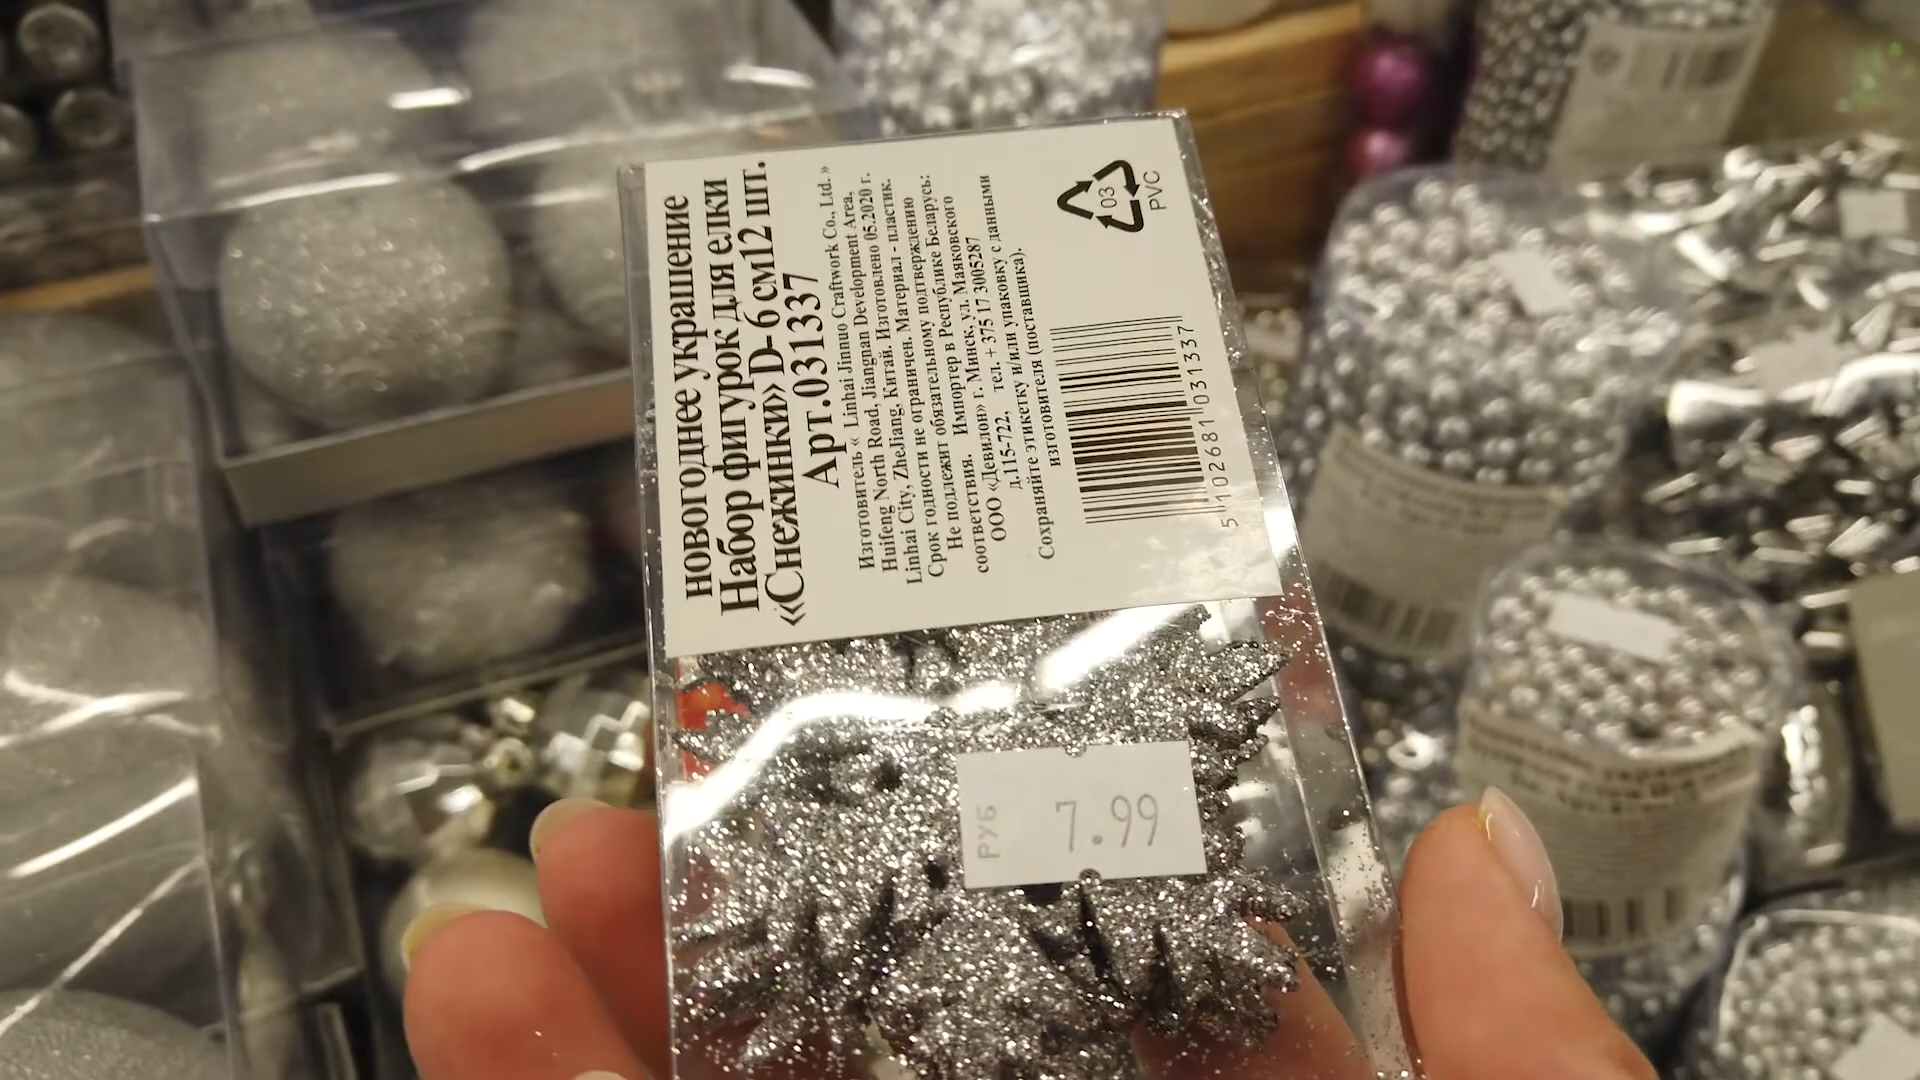 новогоднее украшение
Набор фигурок для елки
«Снежинки» D-6 см12 шт.
Арт.031337
Изготовитель « Linhai Jinnuo Craftwork Co., Ltd. »
Huifeng North Road, Jiangnan Development Area,
Linhai City, ZheJiang, Китай. Изготовлено 05.2020 г.
Срок годности не ограничен. Материал - пластик.
Не подлежит обязательному подтверждению
соответствия. Импортер в Республике Беларусь:
ООО «Девилон» г. Минск, ул. Маяковского
д.115-722, тел. + 375 17 3005287
Сохраняйте этикетку и/или упаковку с данными
изготовителя (поставщика).
5 102681 031337
03
PVC
РУБ 7.99